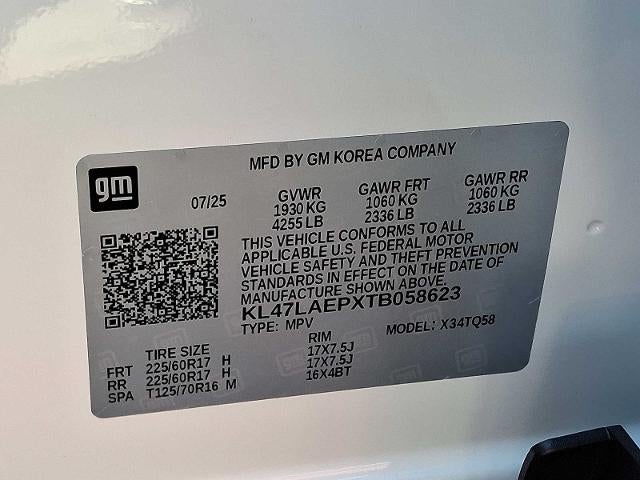 MFD BY GM KOREA COMPANY
gm
07/25
GVWR GAWR FRT GAWR RR
1930 KG 1060 KG 1060 KG
4255 LB 2336 LB 2336 LB
THIS VEHICLE CONFORMS TO ALL
APPLICABLE U.S. FEDERAL MOTOR
VEHICLE SAFETY AND THEFT PREVENTION
STANDARDS IN EFFECT ON THE DATE OF
MANUFACTURE SHOWN ABOVE.
KL47LAEPXTB058623
TYPE: MPV MODEL: X34TQ58
TIRE SIZE RIM
FRT 225/60R17 H 17X7.5J
RR 225/60R17 H 17X7.5J
SPA T125/70R16 M 16X4BT